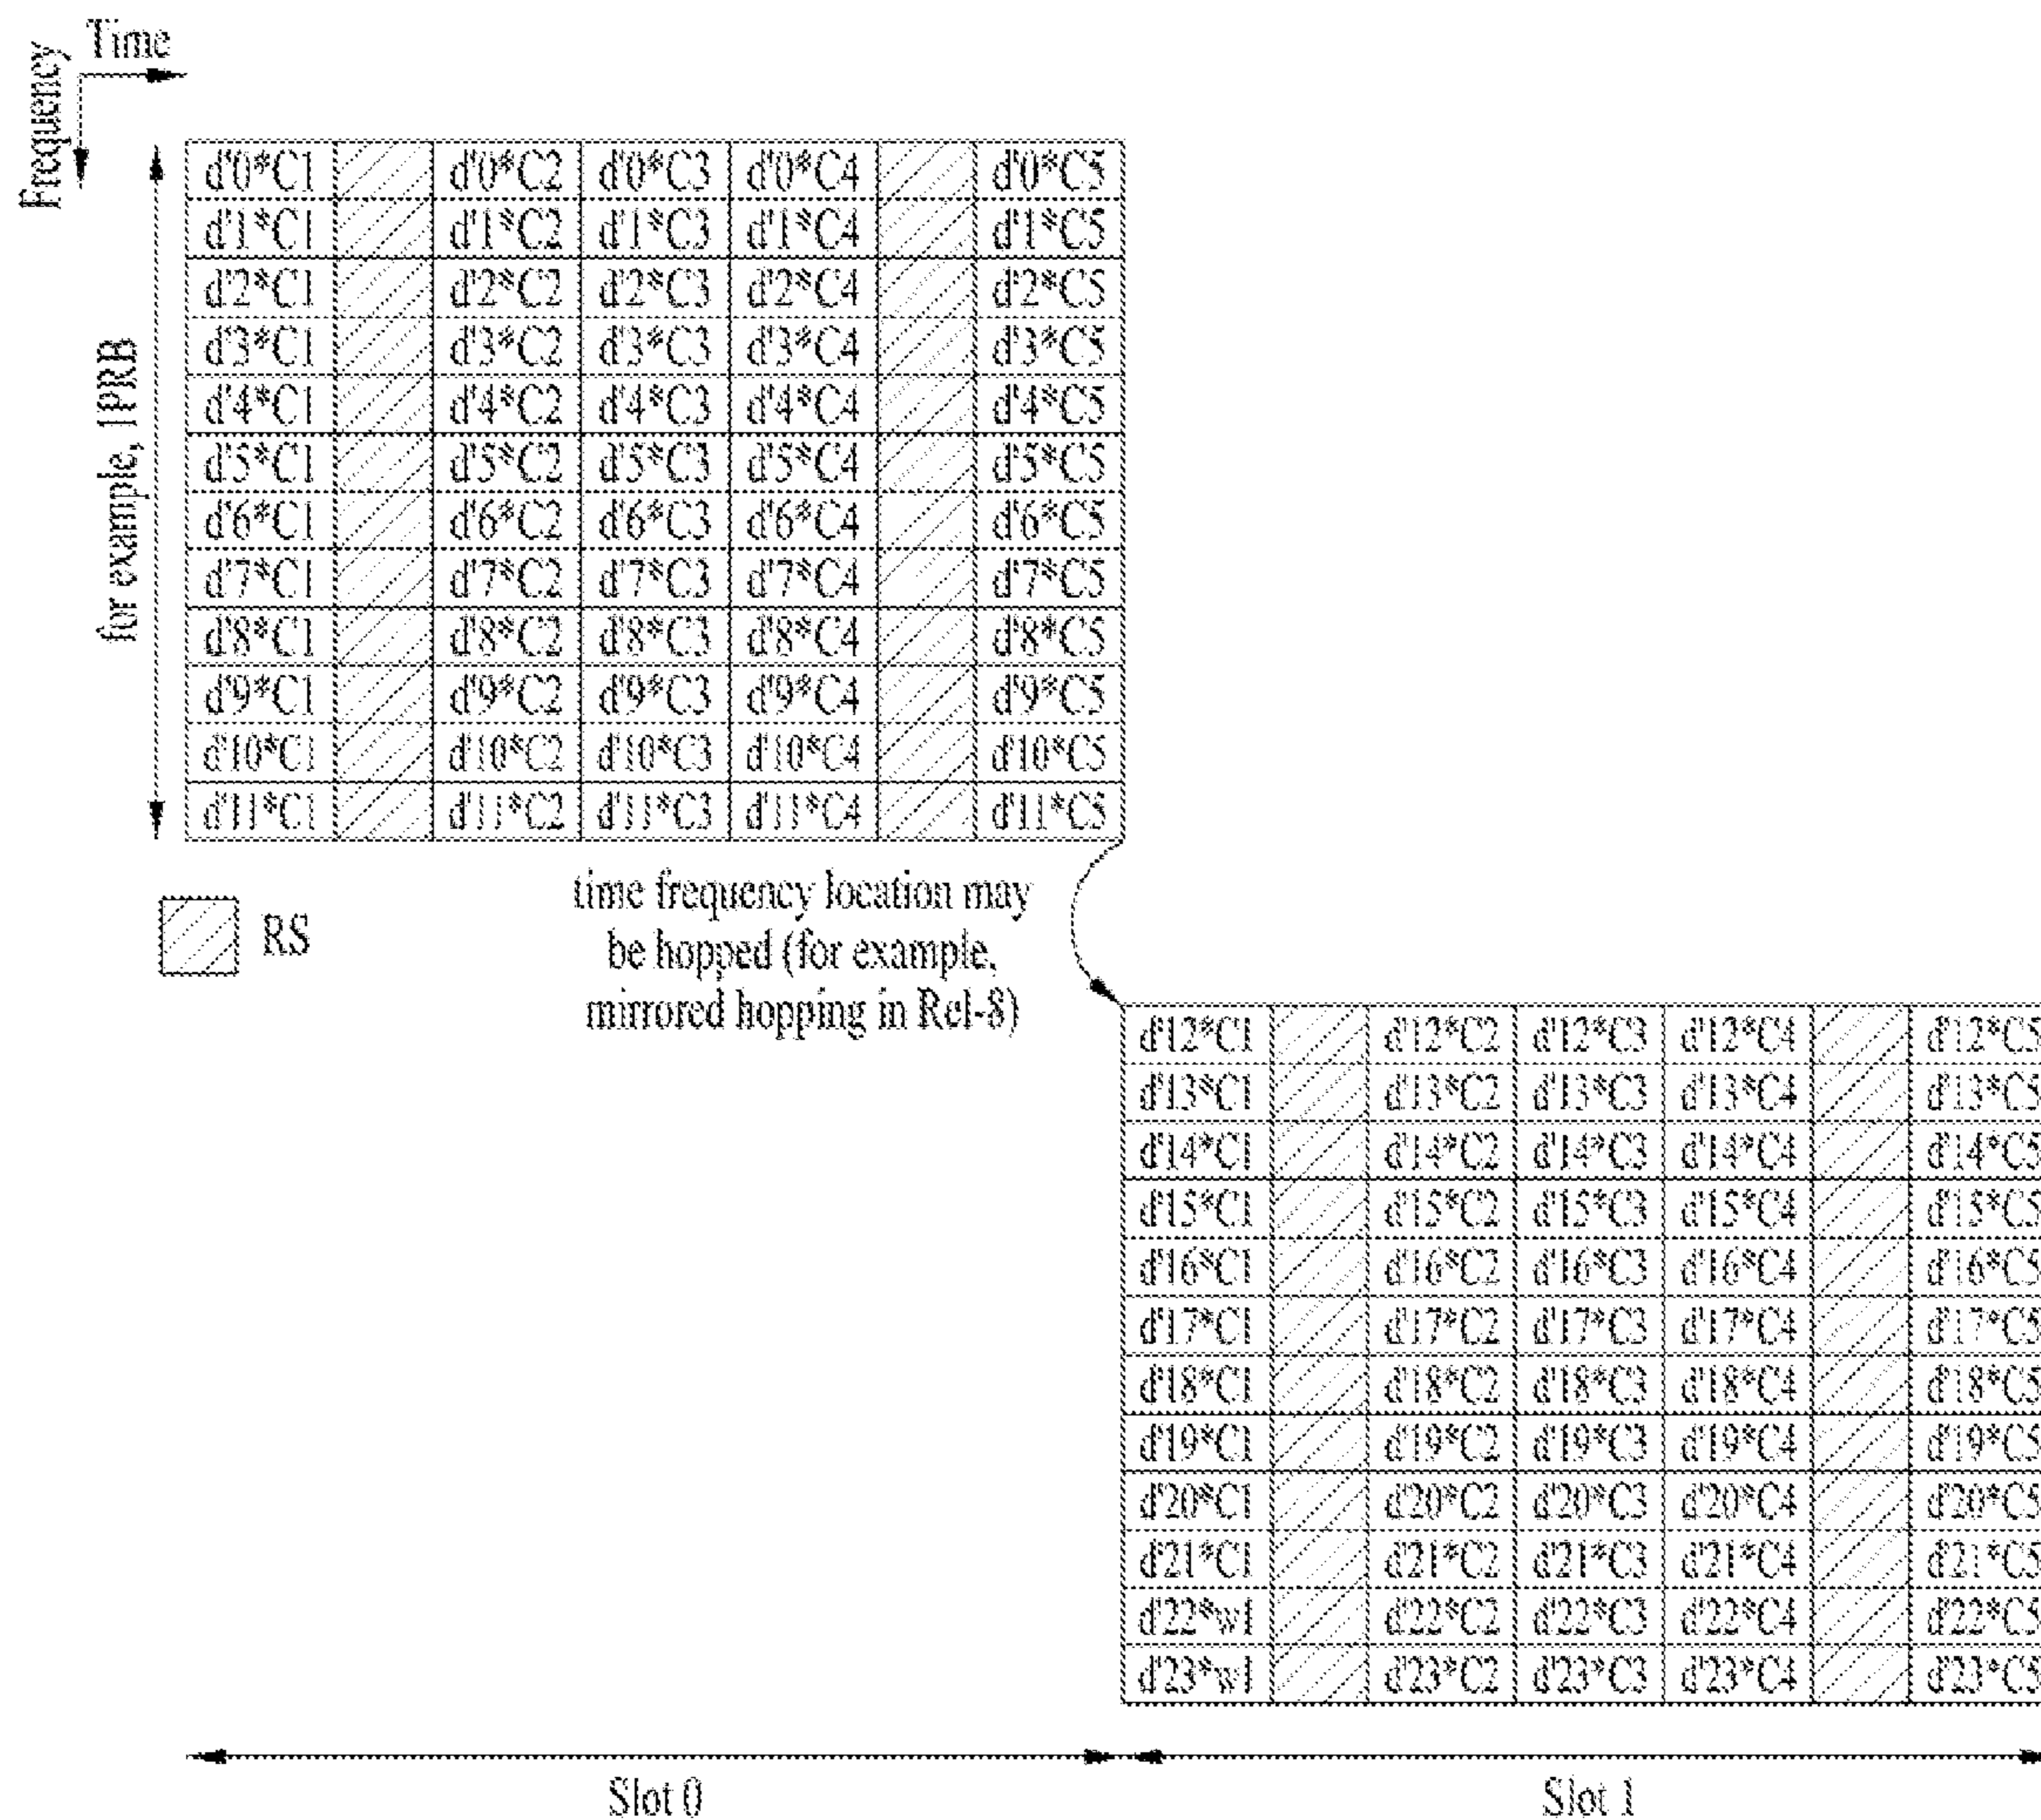 Time
Frequency
for example, 1PRB
d'0*C1 d'0*C2 d'0*C3 d'0*C4 d'0*C5
d'1*C1 d'1*C2 d'1*C3 d'1*C4 d'1*C5
d'2*C1 d'2*C2 d'2*C3 d'2*C4 d'2*C5
d'3*C1 d'3*C2 d'3*C3 d'3*C4 d'3*C5
d'4*C1 d'4*C2 d'4*C3 d'4*C4 d'4*C5
d'5*C1 d'5*C2 d'5*C3 d'5*C4 d'5*C5
d'6*C1 d'6*C2 d'6*C3 d'6*C4 d'6*C5
d'7*C1 d'7*C2 d'7*C3 d'7*C4 d'7*C5
d'8*C1 d'8*C2 d'8*C3 d'8*C4 d'8*C5
d'9*C1 d'9*C2 d'9*C3 d'9*C4 d'9*C5
d'10*C1 d'10*C2 d'10*C3 d'10*C4 d'10*C5
d'11*C1 d'11*C2 d'11*C3 d'11*C4 d'11*C5
RS
time frequency location may
be hopped (for example,
mirrored hopping in Rel-8)
d'12*C1 d'12*C2 d'12*C3 d'12*C4 d'12*C5
d'13*C1 d'13*C2 d'13*C3 d'13*C4 d'13*C5
d'14*C1 d'14*C2 d'14*C3 d'14*C4 d'14*C5
d'15*C1 d'15*C2 d'15*C3 d'15*C4 d'15*C5
d'16*C1 d'16*C2 d'16*C3 d'16*C4 d'16*C5
d'17*C1 d'17*C2 d'17*C3 d'17*C4 d'17*C5
d'18*C1 d'18*C2 d'18*C3 d'18*C4 d'18*C5
d'19*C1 d'19*C2 d'19*C3 d'19*C4 d'19*C5
d'20*C1 d'20*C2 d'20*C3 d'20*C4 d'20*C5
d'21*C1 d'21*C2 d'21*C3 d'21*C4 d'21*C5
d'22*w1 d'22*C2 d'22*C3 d'22*C4 d'22*C5
d'23*w1 d'23*C2 d'23*C3 d'23*C4 d'23*C5
Slot 0 Slot 1